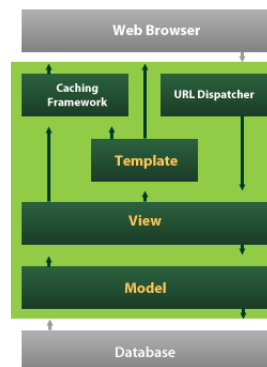 Web Browser
Caching
Framework
URL Dispatcher
Template
View
Model
Database